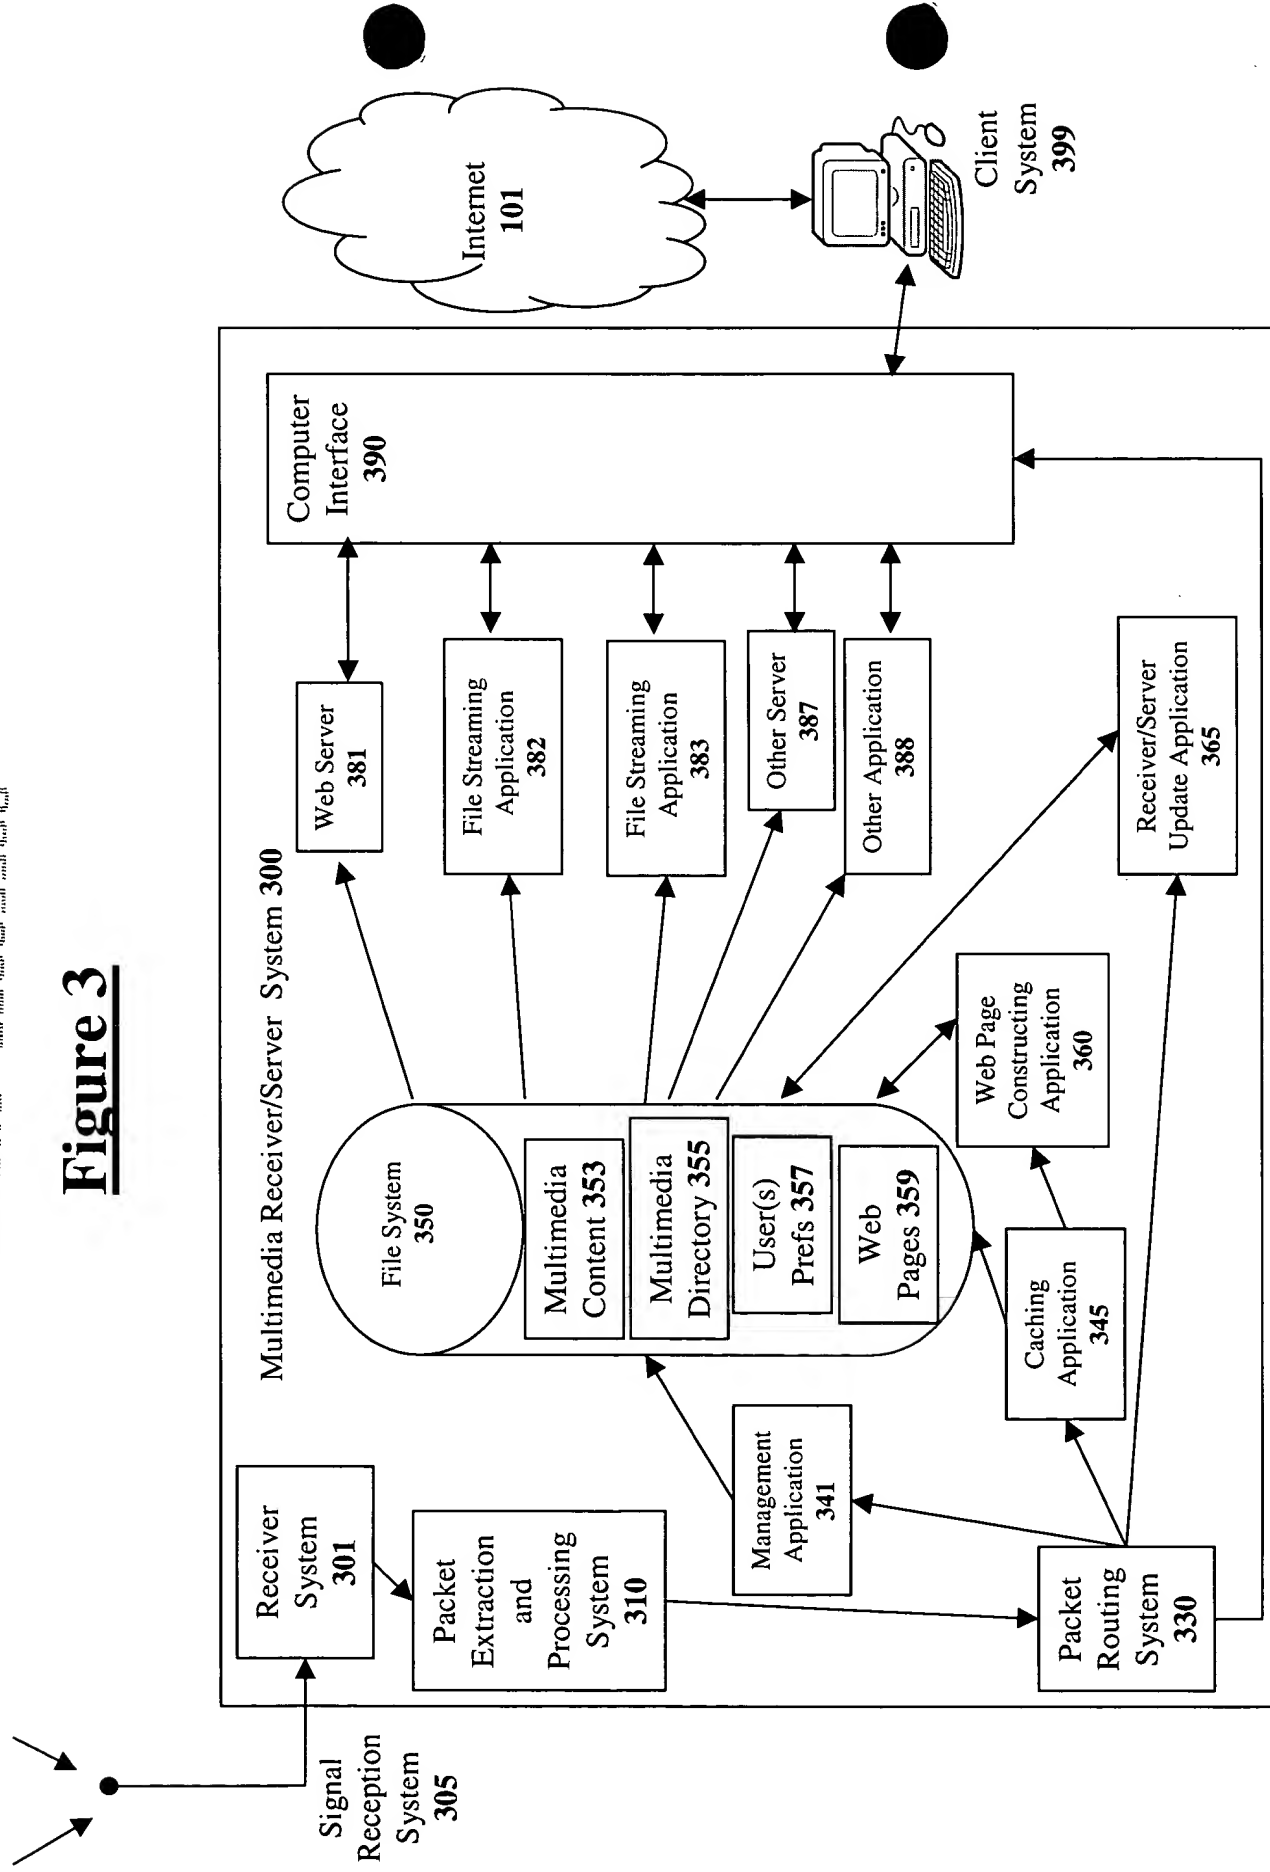 Figure 3
Multimedia Receiver/Server System 300
Signal
Reception
System
305
Receiver
System
301
Packet
Extraction
and
Processing
System
310
Packet
Routing
System
330
Management
Application
341
Caching
Application
345
File System
350
Multimedia
Content 353
Multimedia
Directory 355
User(s)
Prefs 357
Web
Pages 359
Web Page
Constructing
Application
360
Receiver/Server
Update Application
365
Web Server
381
File Streaming
Application
382
File Streaming
Application
383
Other Server
387
Other Application
388
Computer
Interface
390
Internet
101
Client
System
399